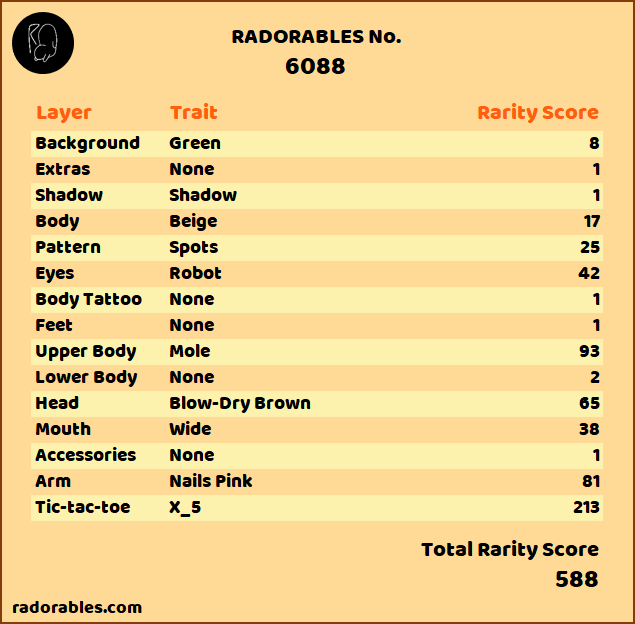 RADORABLES No.
6088
Layer Trait Rarity Score
Background Green 8
Extras None 1
Shadow Shadow 1
Body Beige 17
Pattern Spots 25
Eyes Robot 42
Body Tattoo None 1
Feet None 1
Upper Body Mole 93
Lower Body None 2
Head Blow-Dry Brown 65
Mouth Wide 38
Accessories None 1
Arm Nails Pink 81
Tic-tac-toe X_5 213
Total Rarity Score
588
radorables.com